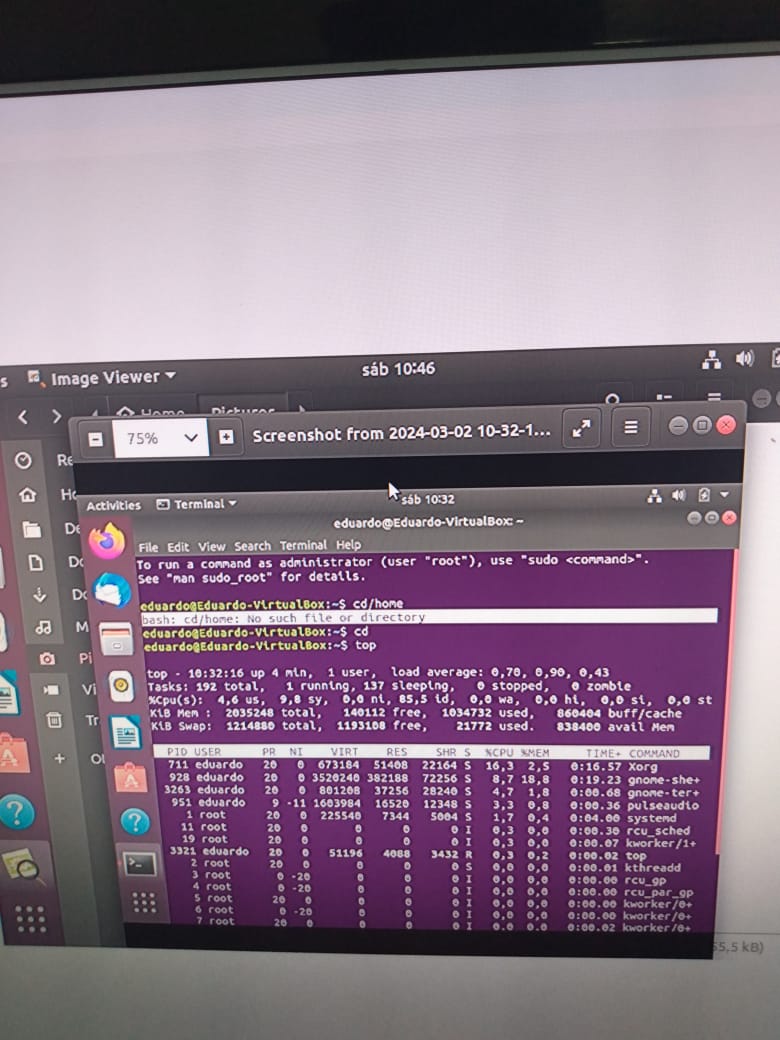 s Image Viewer sáb 10:46
Home Pictures
75% Screenshot from 2024-03-02 10-32-1...
Re
Ho
De
Do
Do
M
Pi
Vi
Tr
Activities Terminal sáb 10:32
eduardo@Eduardo-VirtualBox: ~
File Edit View Search Terminal Help
To run a command as administrator (user "root"), use "sudo <command>".
See "man sudo_root" for details.
eduardo@Eduardo-VirtualBox:~$ cd/home
bash: cd/home: No such file or directory
eduardo@Eduardo-VirtualBox:~$ cd
eduardo@Eduardo-VirtualBox:~$ top
top - 10:32:16 up 4 min, 1 user, load average: 0,70, 0,90, 0,43
Tasks: 192 total, 1 running, 137 sleeping, 0 stopped, 0 zombie
%Cpu(s): 4,6 us, 9,8 sy, 0,0 ni, 85,5 id, 0,0 wa, 0,0 hi, 0,0 si, 0,0 st
KiB Mem : 2035248 total, 140112 free, 1034732 used, 860404 buff/cache
KiB Swap: 1214880 total, 1193108 free, 21772 used. 838400 avail Mem
PID USER PR NI VIRT RES SHR S %CPU %MEM TIME+ COMMAND
711 eduardo 20 0 673184 51408 22164 S 16,3 2,5 0:16.57 Xorg
928 eduardo 20 0 3520240 382188 72256 S 8,7 18,8 0:19.23 gnome-she+
3263 eduardo 20 0 801208 37256 28240 S 4,7 1,8 0:00.68 gnome-ter+
951 eduardo 9 -11 1603984 16520 12348 S 3,3 0,8 0:00.36 pulseaudio
1 root 20 0 225540 7344 5004 S 1,7 0,4 0:04.00 systemd
11 root 20 0 0 0 0 I 0,3 0,0 0:00.30 rcu_sched
19 root 20 0 0 0 0 I 0,3 0,0 0:00.07 kworker/1+
3321 eduardo 20 0 51196 4088 3432 R 0,3 0,2 0:00.02 top
2 root 20 0 0 0 0 S 0,0 0,0 0:00.01 kthreadd
3 root 0 -20 0 0 0 I 0,0 0,0 0:00.00 rcu_gp
4 root 0 -20 0 0 0 I 0,0 0,0 0:00.00 rcu_par_gp
5 root 20 0 0 0 0 I 0,0 0,0 0:00.00 kworker/0+
6 root 0 -20 0 0 0 I 0,0 0,0 0:00.00 kworker/0+
7 root 20 0 0 0 0 I 0,0 0,0 0:00.02 kworker/0+
55,5 kB)